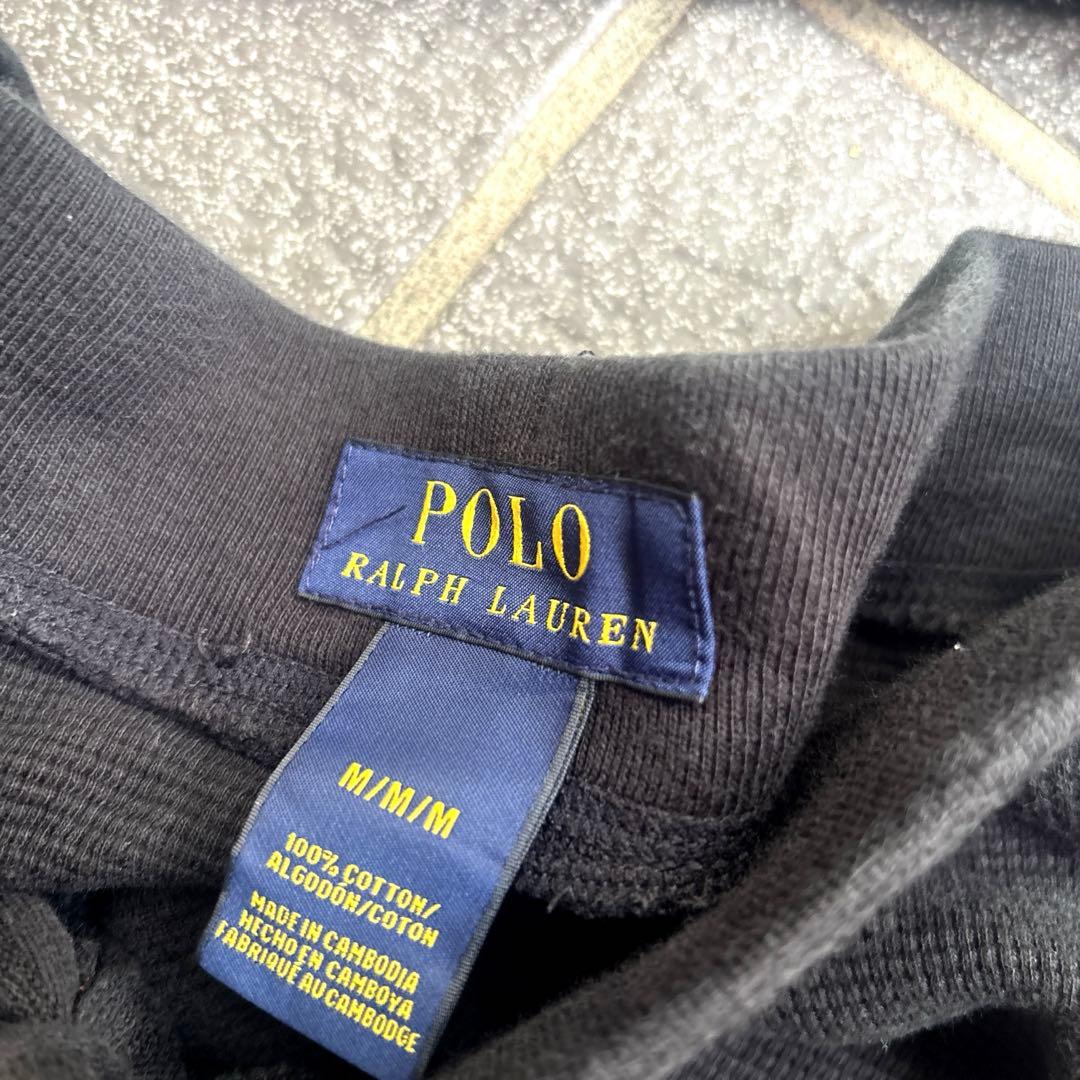 POLO
RALPH LAUREN
M/M/M
100% COTTON/
ALGODÓN/COTON
MADE IN CAMBODIA
HECHO EN CAMBOYA
FABRIQUÉ AU CAMBODGE